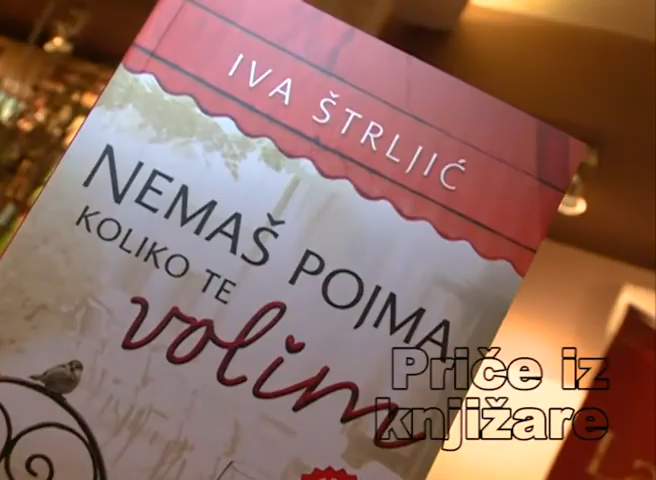 IVA ŠTRLJIĆ
NEMAŠ POJMA
KOLIKO TE
volim
Priče iz
knjižare